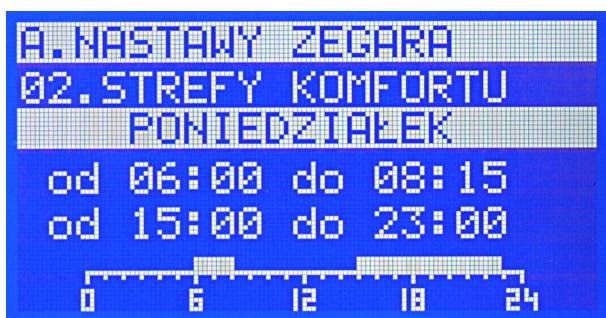 A.NASTAWY ZEGARA
02.STREFY KOMFORTU
PONIEDZIAŁEK
od 06:00 do 08:15
od 15:00 do 23:00
0 6 12 18 24